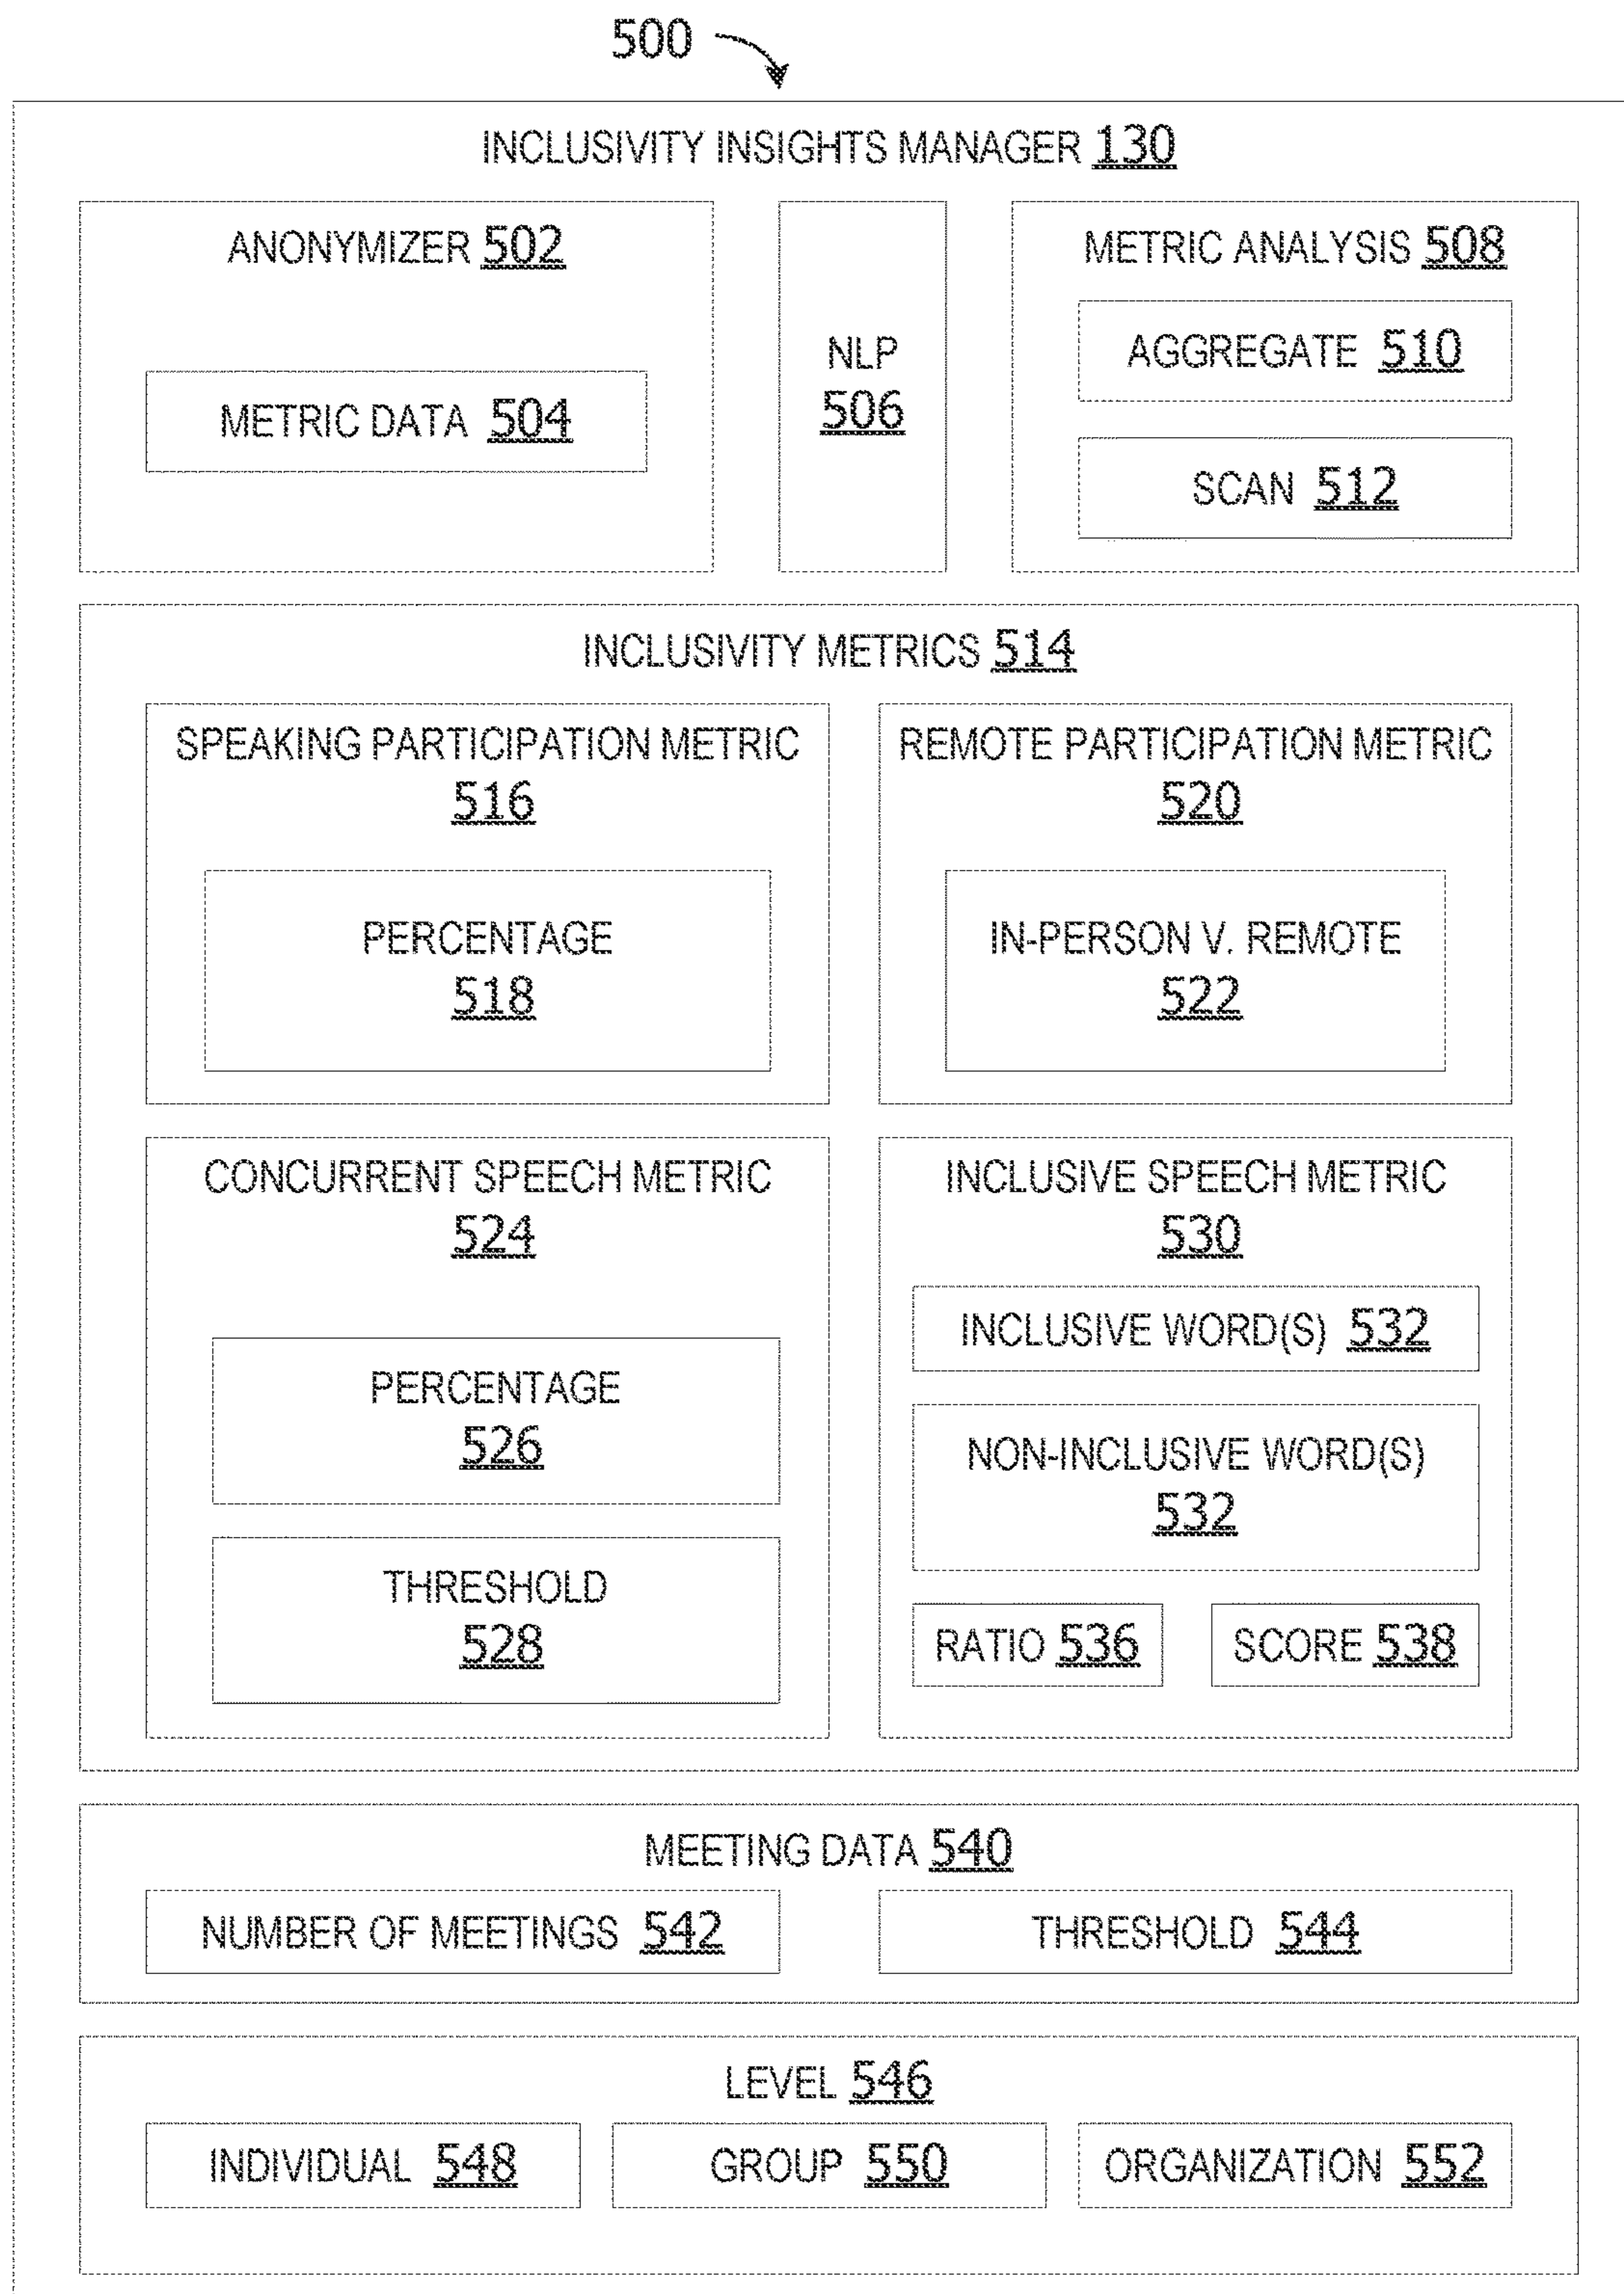 500
INCLUSIVITY INSIGHTS MANAGER 130
ANONYMIZER 502
METRIC DATA 504
NLP
506
METRIC ANALYSIS 508
AGGREGATE 510
SCAN 512
INCLUSIVITY METRICS 514
SPEAKING PARTICIPATION METRIC
516
PERCENTAGE
518
REMOTE PARTICIPATION METRIC
520
IN-PERSON V. REMOTE
522
CONCURRENT SPEECH METRIC
524
PERCENTAGE
526
THRESHOLD
528
INCLUSIVE SPEECH METRIC
530
INCLUSIVE WORD(S) 532
NON-INCLUSIVE WORD(S)
532
RATIO 536
SCORE 538
MEETING DATA 540
NUMBER OF MEETINGS 542
THRESHOLD 544
LEVEL 546
INDIVIDUAL 548
GROUP 550
ORGANIZATION 552